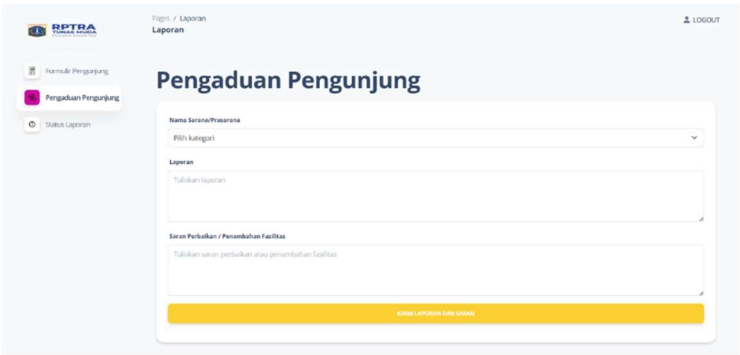 RPTRA
TUNAS MUDA
Pages / Laporan
Laporan
LOGOUT
Formulir Pengunjung
Pengaduan Pengunjung
Status Laporan
Pengaduan Pengunjung
Nama Sarana/Prasarana
Pilih kategori
Laporan
Tuliskan laporan
Saran Perbaikan / Penambahan Fasilitas
Tuliskan saran perbaikan atau penambahan fasilitas
KIRIM LAPORAN DAN SARAN